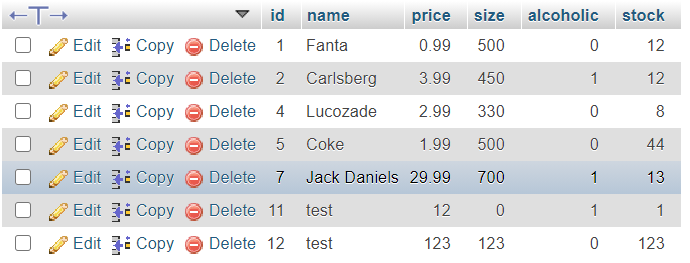 id name price size alcoholic stock
Edit Copy Delete 1 Fanta 0.99 500 0 12
Edit Copy Delete 2 Carlsberg 3.99 450 1 12
Edit Copy Delete 4 Lucozade 2.99 330 0 8
Edit Copy Delete 5 Coke 1.99 500 0 44
Edit Copy Delete 7 Jack Daniels 29.99 700 1 13
Edit Copy Delete 11 test 12 0 1 1
Edit Copy Delete 12 test 123 123 0 123